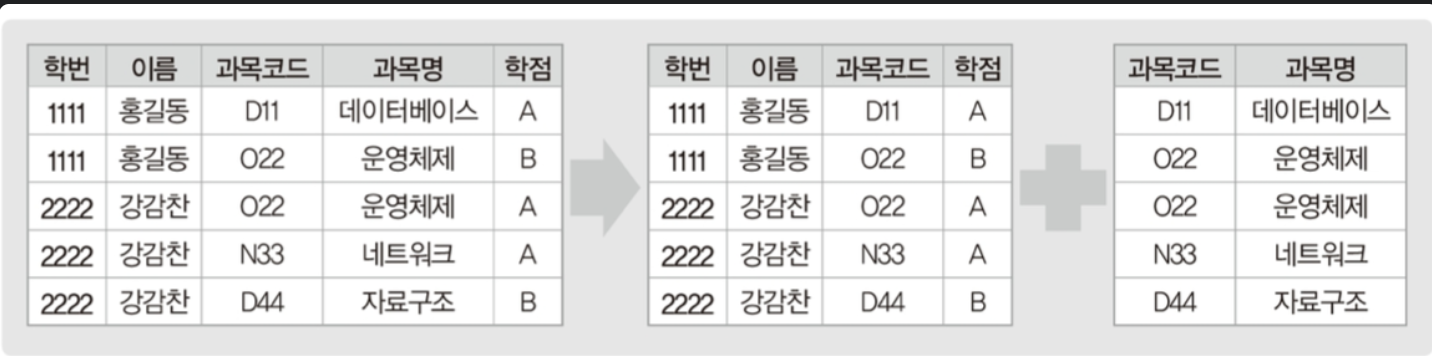 학번 이름 과목코드 과목명 학점
1111 홍길동 D11 데이터베이스 A
1111 홍길동 O22 운영체제 B
2222 강감찬 O22 운영체제 A
2222 강감찬 N33 네트워크 A
2222 강감찬 D44 자료구조 B
학번 이름 과목코드 학점
1111 홍길동 D11 A
1111 홍길동 O22 B
2222 강감찬 O22 A
2222 강감찬 N33 A
2222 강감찬 D44 B
과목코드 과목명
D11 데이터베이스
O22 운영체제
O22 운영체제
N33 네트워크
D44 자료구조